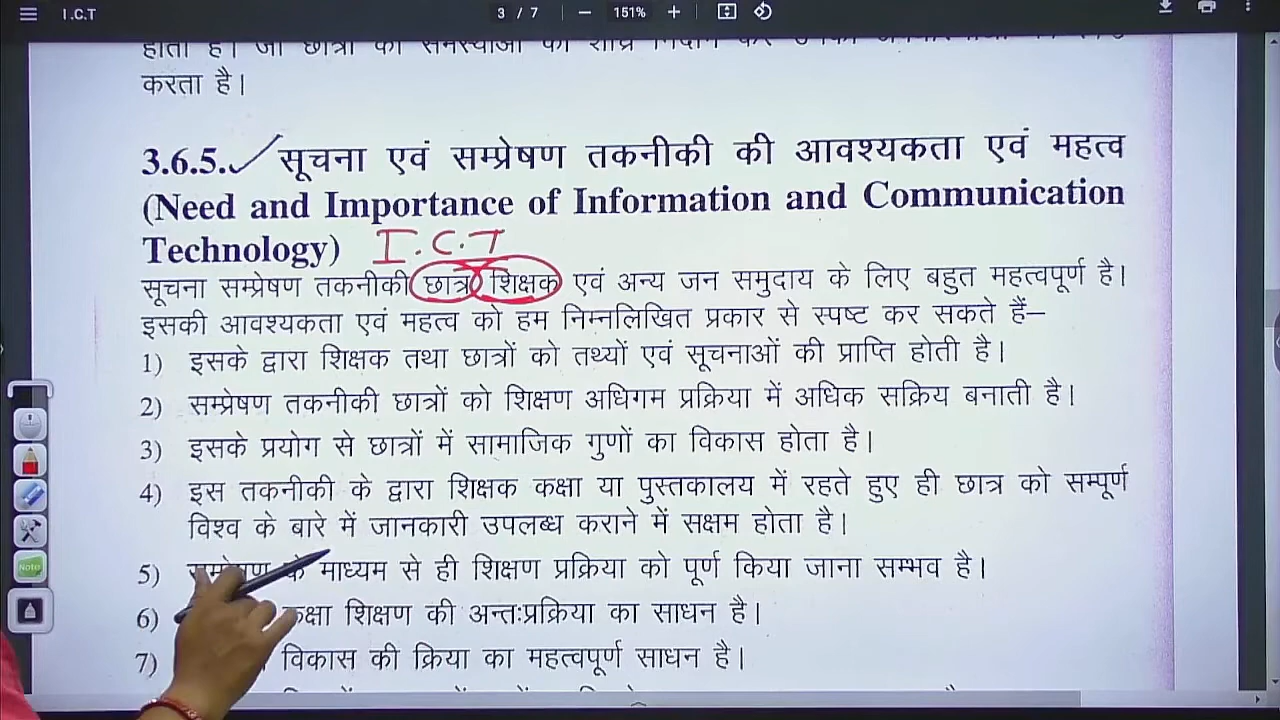 I.C.T
3 / 7
151%
करता है।
3.6.5. सूचना एवं सम्प्रेषण तकनीकी की आवश्यकता एवं महत्व
(Need and Importance of Information and Communication
Technology) I.C.T
सूचना सम्प्रेषण तकनीकी छात्र शिक्षक एवं अन्य जन समुदाय के लिए बहुत महत्वपूर्ण है।
इसकी आवश्यकता एवं महत्व को हम निम्नलिखित प्रकार से स्पष्ट कर सकते हैं–
1) इसके द्वारा शिक्षक तथा छात्रों को तथ्यों एवं सूचनाओं की प्राप्ति होती है।
2) सम्प्रेषण तकनीकी छात्रों को शिक्षण अधिगम प्रक्रिया में अधिक सक्रिय बनाती है।
3) इसके प्रयोग से छात्रों में सामाजिक गुणों का विकास होता है।
4) इस तकनीकी के द्वारा शिक्षक कक्षा या पुस्तकालय में रहते हुए ही छात्र को सम्पूर्ण
विश्व के बारे में जानकारी उपलब्ध कराने में सक्षम होता है।
5) के माध्यम से ही शिक्षण प्रक्रिया को पूर्ण किया जाना सम्भव है।
6) कक्षा शिक्षण की अन्तःप्रक्रिया का साधन है।
7) विकास की क्रिया का महत्वपूर्ण साधन है।
Note